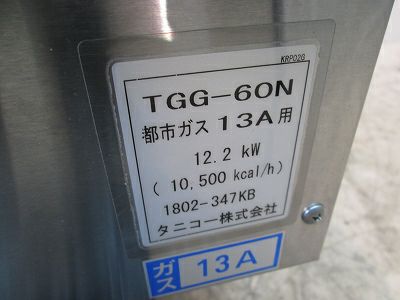 KRP020
TGG-60N
都市ガス 13A用
12.2 kW
( 10,500 kcal/h)
1802-347KB
タニコー株式会社
ガス 13A